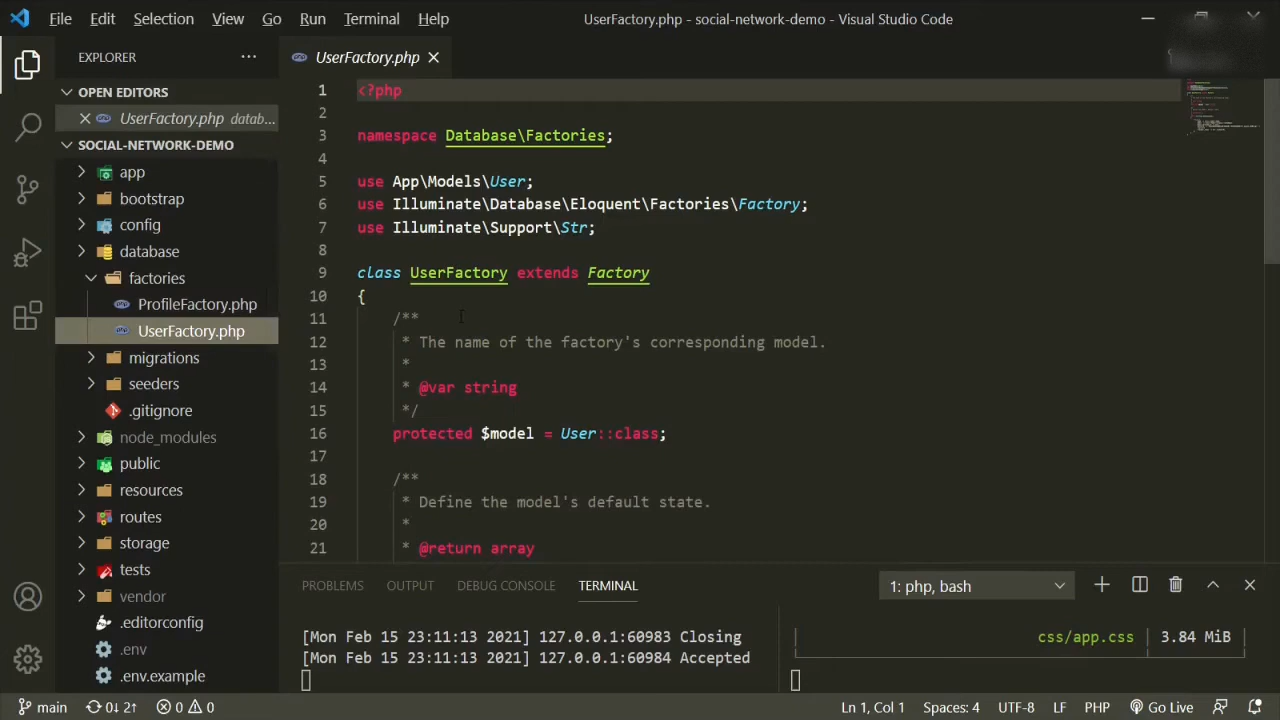 File Edit Selection View Go Run Terminal Help
UserFactory.php - social-network-demo - Visual Studio Code
EXPLORER
OPEN EDITORS
UserFactory.php datab...
SOCIAL-NETWORK-DEMO
app
bootstrap
config
database
factories
ProfileFactory.php
UserFactory.php
migrations
seeders
.gitignore
node_modules
public
resources
routes
storage
tests
vendor
.editorconfig
.env
.env.example
UserFactory.php
1 <?php
2
3 namespace Database\Factories;
4
5 use App\Models\User;
6 use Illuminate\Database\Eloquent\Factories\Factory;
7 use Illuminate\Support\Str;
8
9 class UserFactory extends Factory
10 {
11 /**
12 * The name of the factory's corresponding model.
13 *
14 * @var string
15 */
16 protected $model = User::class;
17
18 /**
19 * Define the model's default state.
20 *
21 * @return array
PROBLEMS OUTPUT DEBUG CONSOLE TERMINAL
1: php, bash
[Mon Feb 15 23:11:13 2021] 127.0.0.1:60983 Closing
[Mon Feb 15 23:11:13 2021] 127.0.0.1:60984 Accepted
css/app.css | 3.84 MiB
main 0↓ 2↑ 0 0
Ln 1, Col 1 Spaces: 4 UTF-8 LF PHP Go Live